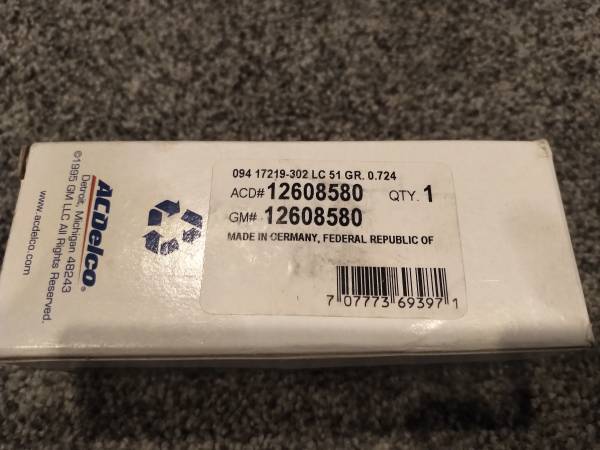 ACDelco®
Detroit, Michigan 48243
©1995 GM LLC All Rights Reserved.
www.acdelco.com
094 17219-302 LC 51 GR. 0.724
ACD# 12608580 QTY. 1
GM# 12608580
MADE IN GERMANY, FEDERAL REPUBLIC OF
7 07773 69397 1